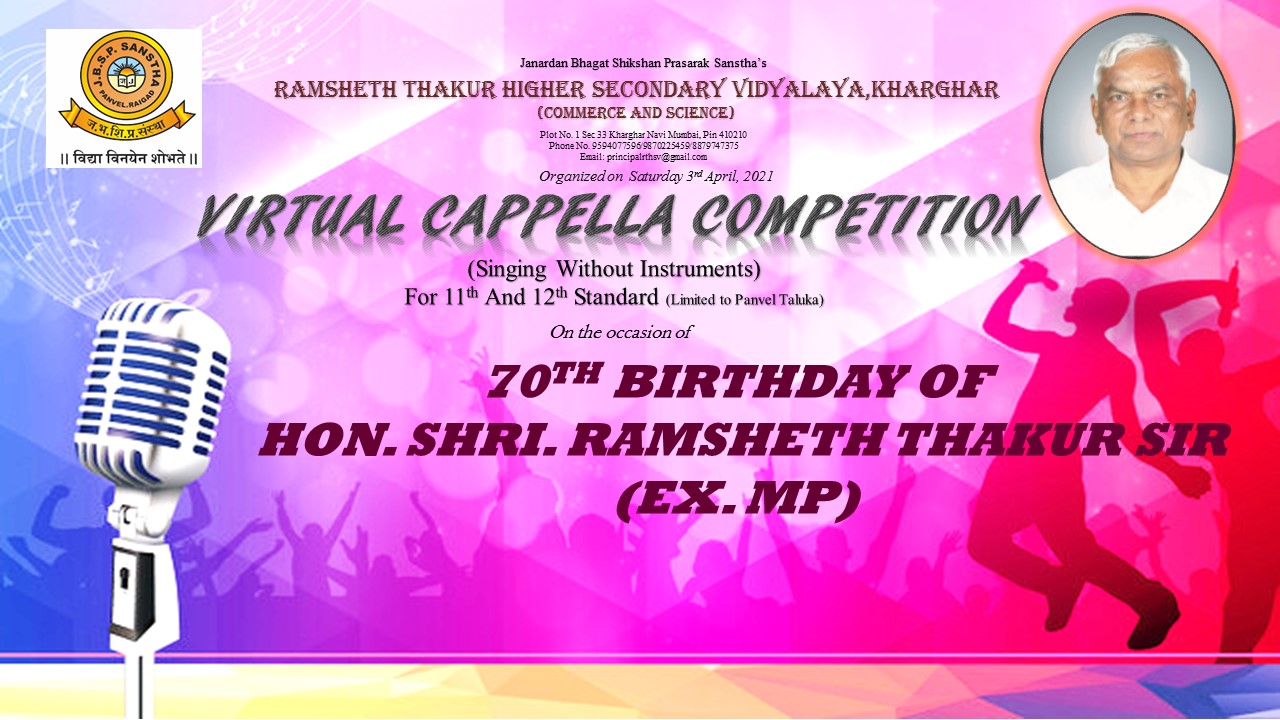 J.B.S.P. SANSTHA
PANVEL.RAIGAD
ज.भ.शि.प्र.संस्था
|| विद्या विनयेन शोभते ||
Janardan Bhagat Shikshan Prasarak Sanstha's
RAMSHETH THAKUR HIGHER SECONDARY VIDYALAYA,KHARGHAR
(COMMERCE AND SCIENCE)
Plot No. 1 Sec 33 Kharghar Navi Mumbai, Pin 410210
Phone No. 9594077596/9870225459/8879747375
Email: principalrthsv@gmail.com
Organized on Saturday 3rd April, 2021
VIRTUAL CAPPELLA COMPETITION
(Singing Without Instruments)
For 11th And 12th Standard (Limited to Panvel Taluka)
On the occasion of
70TH BIRTHDAY OF
HON. SHRI. RAMSHETH THAKUR SIR
(EX. MP)